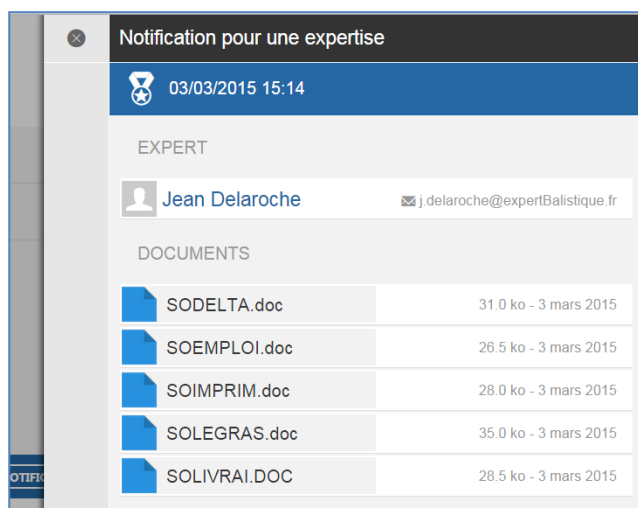 Notification pour une expertise
03/03/2015 15:14
EXPERT
Jean Delaroche j.delaroche@expertBalistique.fr
DOCUMENTS
SODELTA.doc 31.0 ko - 3 mars 2015
SOEMPLOI.doc 26.5 ko - 3 mars 2015
SOIMPRIM.doc 28.0 ko - 3 mars 2015
SOLEGRAS.doc 35.0 ko - 3 mars 2015
OTIFIC
SOLIVRAI.DOC 28.5 ko - 3 mars 2015